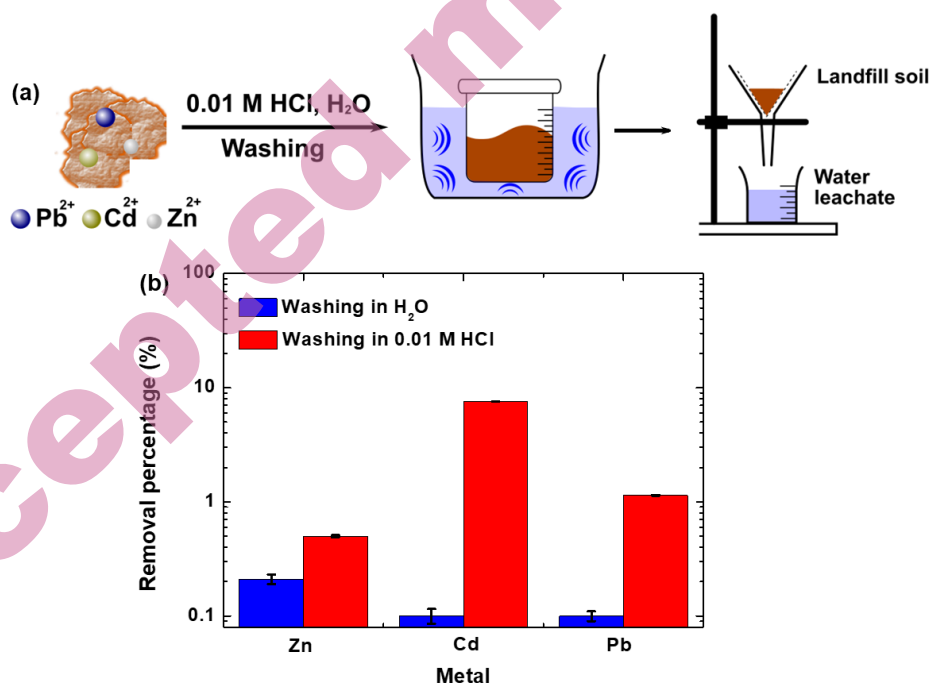 (a)
0.01 M HCl, H₂O
Washing
Pb²⁺ Cd²⁺ Zn²⁺
Landfill soil
Water
leachate
(b)
Removal percentage (%)
100
10
1
0.1
Washing in H₂O
Washing in 0.01 M HCl
Zn Cd Pb
Metal
cepted m